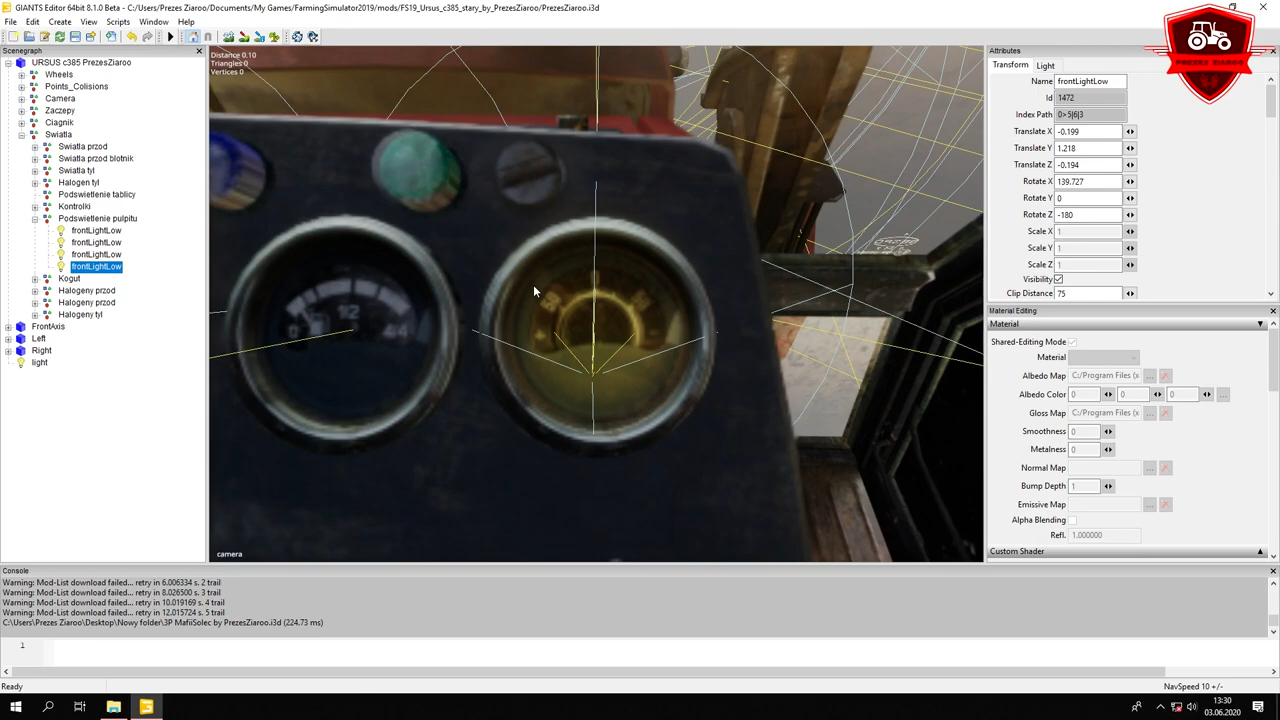 GIANTS Editor 64bit 8.1.0 Beta - C:/Users/Prezes Ziaroo/Documents/My Games/FarmingSimulator2019/mods/FS19_Ursus_c385_stary_by_PrezesZiaroo/PrezesZiaroo.i3d
File Edit Create View Scripts Window Help
Scenegraph
URSUS c385 PrezesZiaroo
Wheels
Points_Colisions
Camera
Zaczepy
Ciagnik
Swiatla
Swiatla przod
Swiatla przod blotnik
Swiatla tyl
Halogen tyl
Podswietlenie tablicy
Kontrolki
Podswietlenie pulpitu
frontLightLow
frontLightLow
frontLightLow
frontLightLow
Kogut
Halogeny przod
Halogeny przod
Halogeny tyl
FrontAxis
Left
Right
light
Distance 0.10
Triangles 0
Vertices 0
camera
Attributes
Transform Light
Name frontLightLow
Id 1472
Index Path 0>5|6|3
Translate X -0.199
Translate Y 1.218
Translate Z -0.194
Rotate X 139.727
Rotate Y 0
Rotate Z -180
Scale X 1
Scale Y 1
Scale Z 1
Visibility
Clip Distance 75
PREZES ZIAROO
Material Editing
Material
Shared-Editing Mode
Material
Albedo Map C:/Program Files (x ...
Albedo Color 0 0 0 ...
Gloss Map C:/Program Files (x ...
Smoothness 0
Metalness 0
Normal Map ...
Bump Depth 1
Emissive Map ...
Alpha Blending
Refl. 1.000000
Custom Shader
Console
Warning: Mod-List download failed... retry in 6.006334 s. 2 trail
Warning: Mod-List download failed... retry in 8.026500 s. 3 trail
Warning: Mod-List download failed... retry in 10.019169 s. 4 trail
Warning: Mod-List download failed... retry in 12.015724 s. 5 trail
C:\Users\Prezes Ziaroo\Desktop\Nowy folder\3P MafiiSolec by PrezesZiaroo.i3d (224.73 ms)
1
Ready
NavSpeed 10 +/-
13:30
03.06.2020